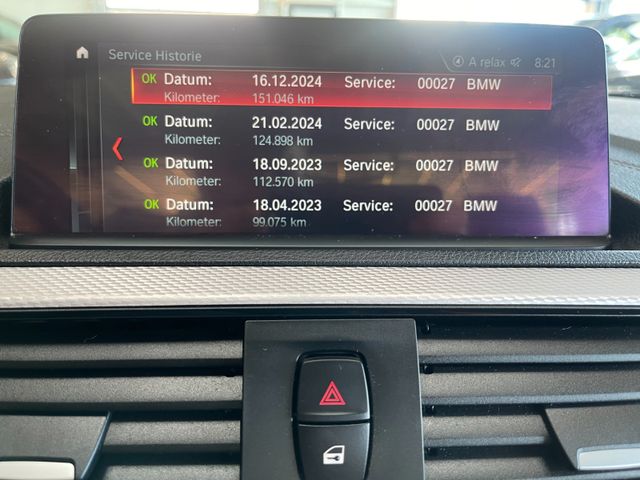 Service Historie
A relax 8:21
OK Datum: 16.12.2024 Service: 00027 BMW
Kilometer: 151.046 km
OK Datum: 21.02.2024 Service: 00027 BMW
Kilometer: 124.898 km
OK Datum: 18.09.2023 Service: 00027 BMW
Kilometer: 112.570 km
OK Datum: 18.04.2023 Service: 00027 BMW
Kilometer: 99.075 km